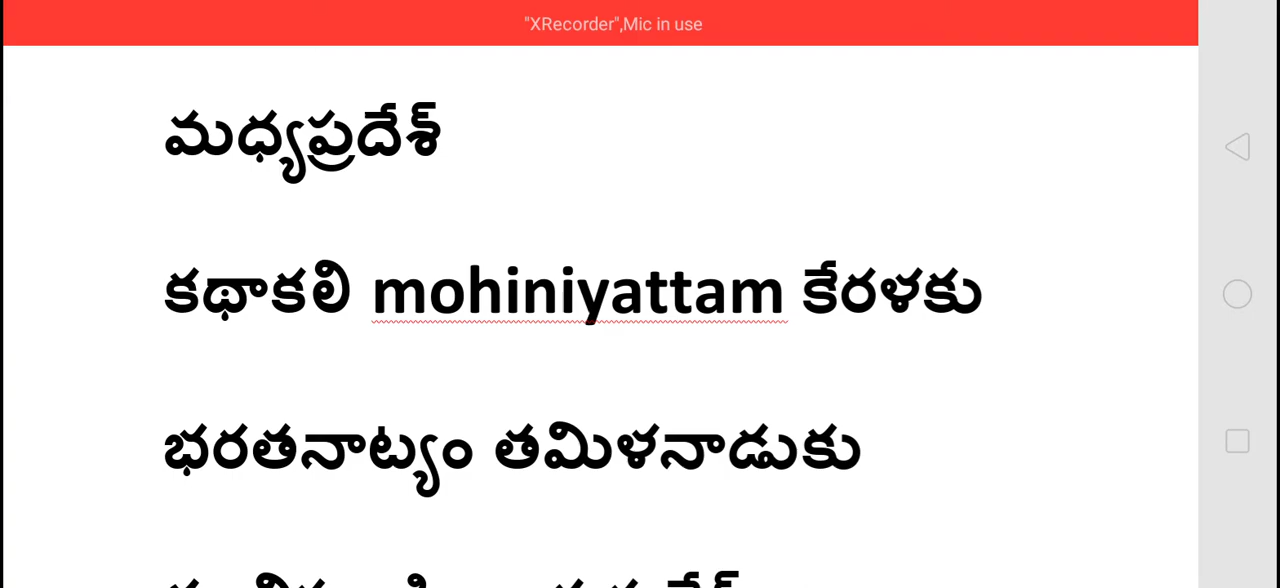 "XRecorder",Mic in use
మధ్యప్రదేశ్
కథాకలి mohiniyattam కేరళకు
భరతనాట్యం తమిళనాడుకు